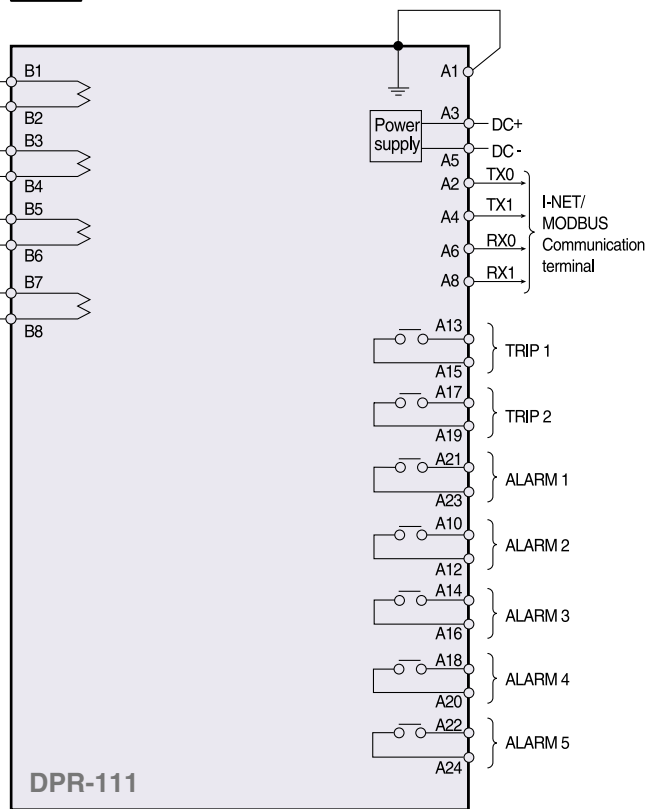 B1
B2
B3
B4
B5
B6
B7
B8
A1
Power
supply
A3
DC+
A5
DC -
A2
TX0
A4
TX1
A6
RX0
A8
RX1
I-NET/
MODBUS
Communication
terminal
A13
A15
TRIP 1
A17
A19
TRIP 2
A21
A23
ALARM 1
A10
A12
ALARM 2
A14
A16
ALARM 3
A18
A20
ALARM 4
A22
A24
ALARM 5
DPR-111